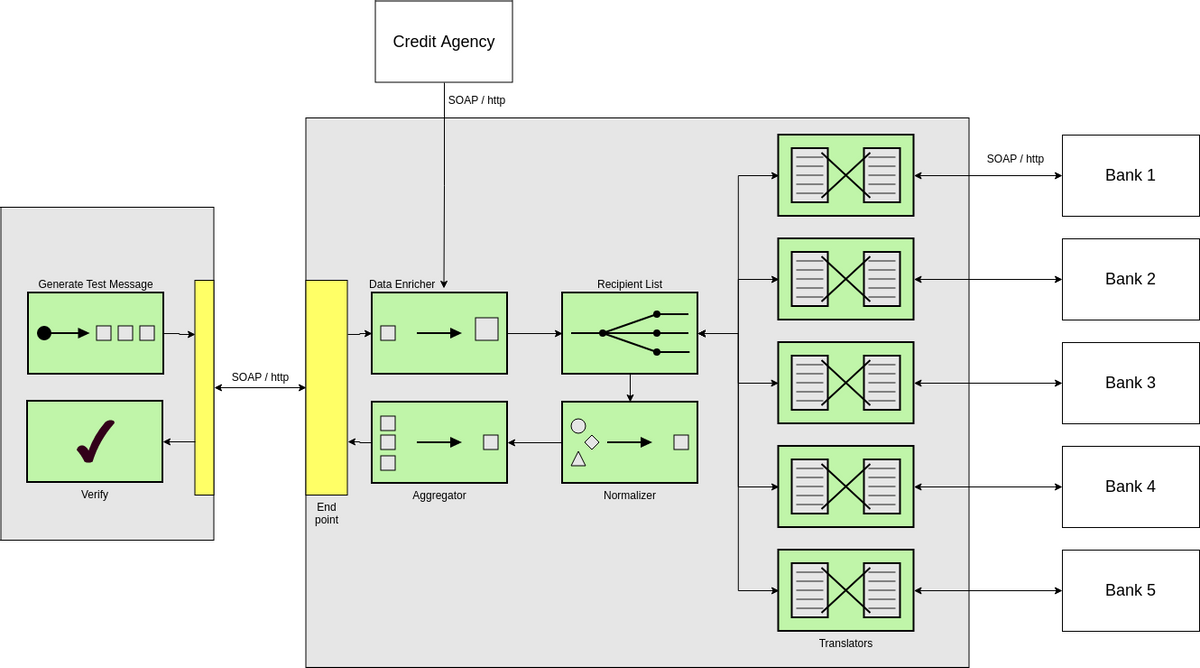 Credit Agency
SOAP / http
SOAP / http
Bank 1
Bank 2
Generate Test Message
Data Enricher
Recipient List
SOAP / http
Bank 3
Verify
End
point
Aggregator
Normalizer
Bank 4
Bank 5
Translators